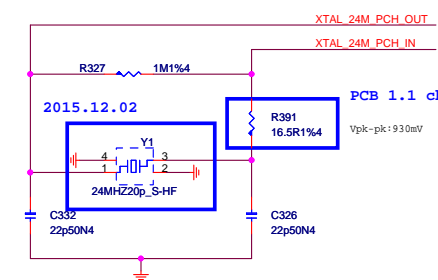 XTAL_24M_PCH_OUT
XTAL_24M_PCH_IN
R327 1M1%4
2015.12.02
PCB 1.1
R391
16.5R1%4
Vpk-pk:930mV
Y1
4 3
1 2
24MHZ20p_S-HF
C332
22p50N4
C326
22p50N4